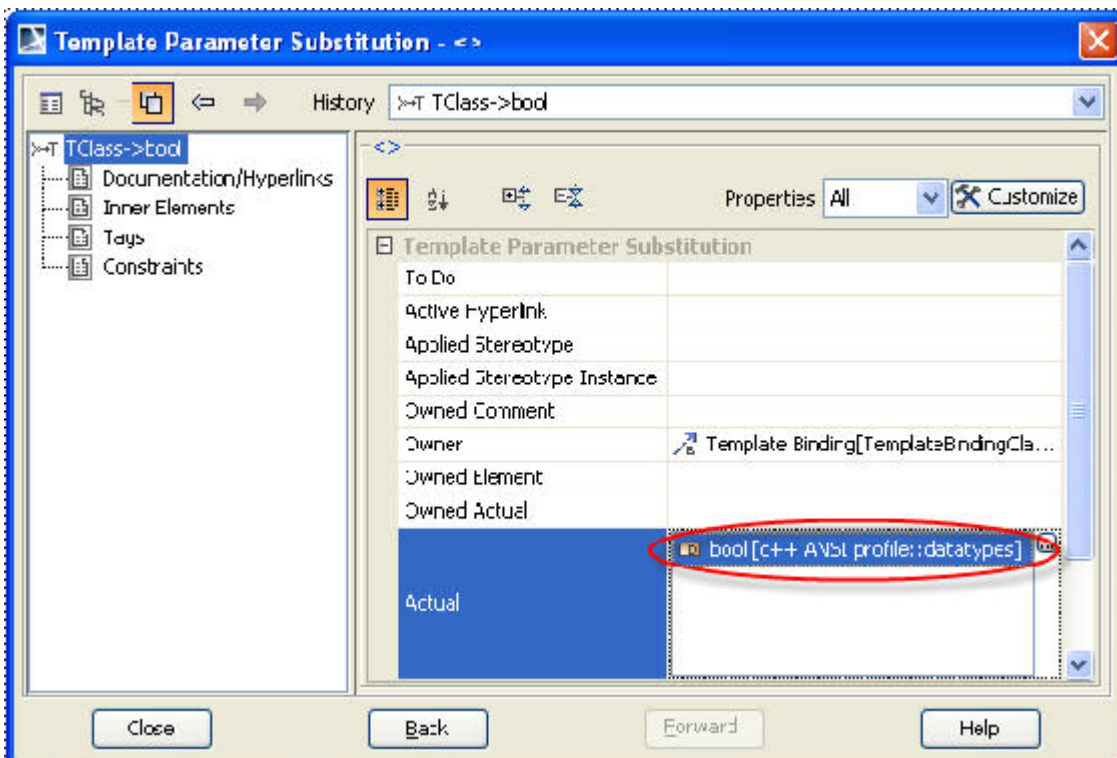 Template Parameter Substitution - <>
History TClass->bool
TClass->bool
Documentation/Hyperlinks
Inner Elements
Tags
Constraints
<>
Properties All Customize
Template Parameter Substitution
To Do
Active Hyperlink
Applied Stereotype
Applied Stereotype Instance
Owned Comment
Owner Template Binding[TemplateBindingCla...
Owned Element
Owned Actual
Actual bool [c++ ANSI profile::datatypes] ...
Close Back Forward Help